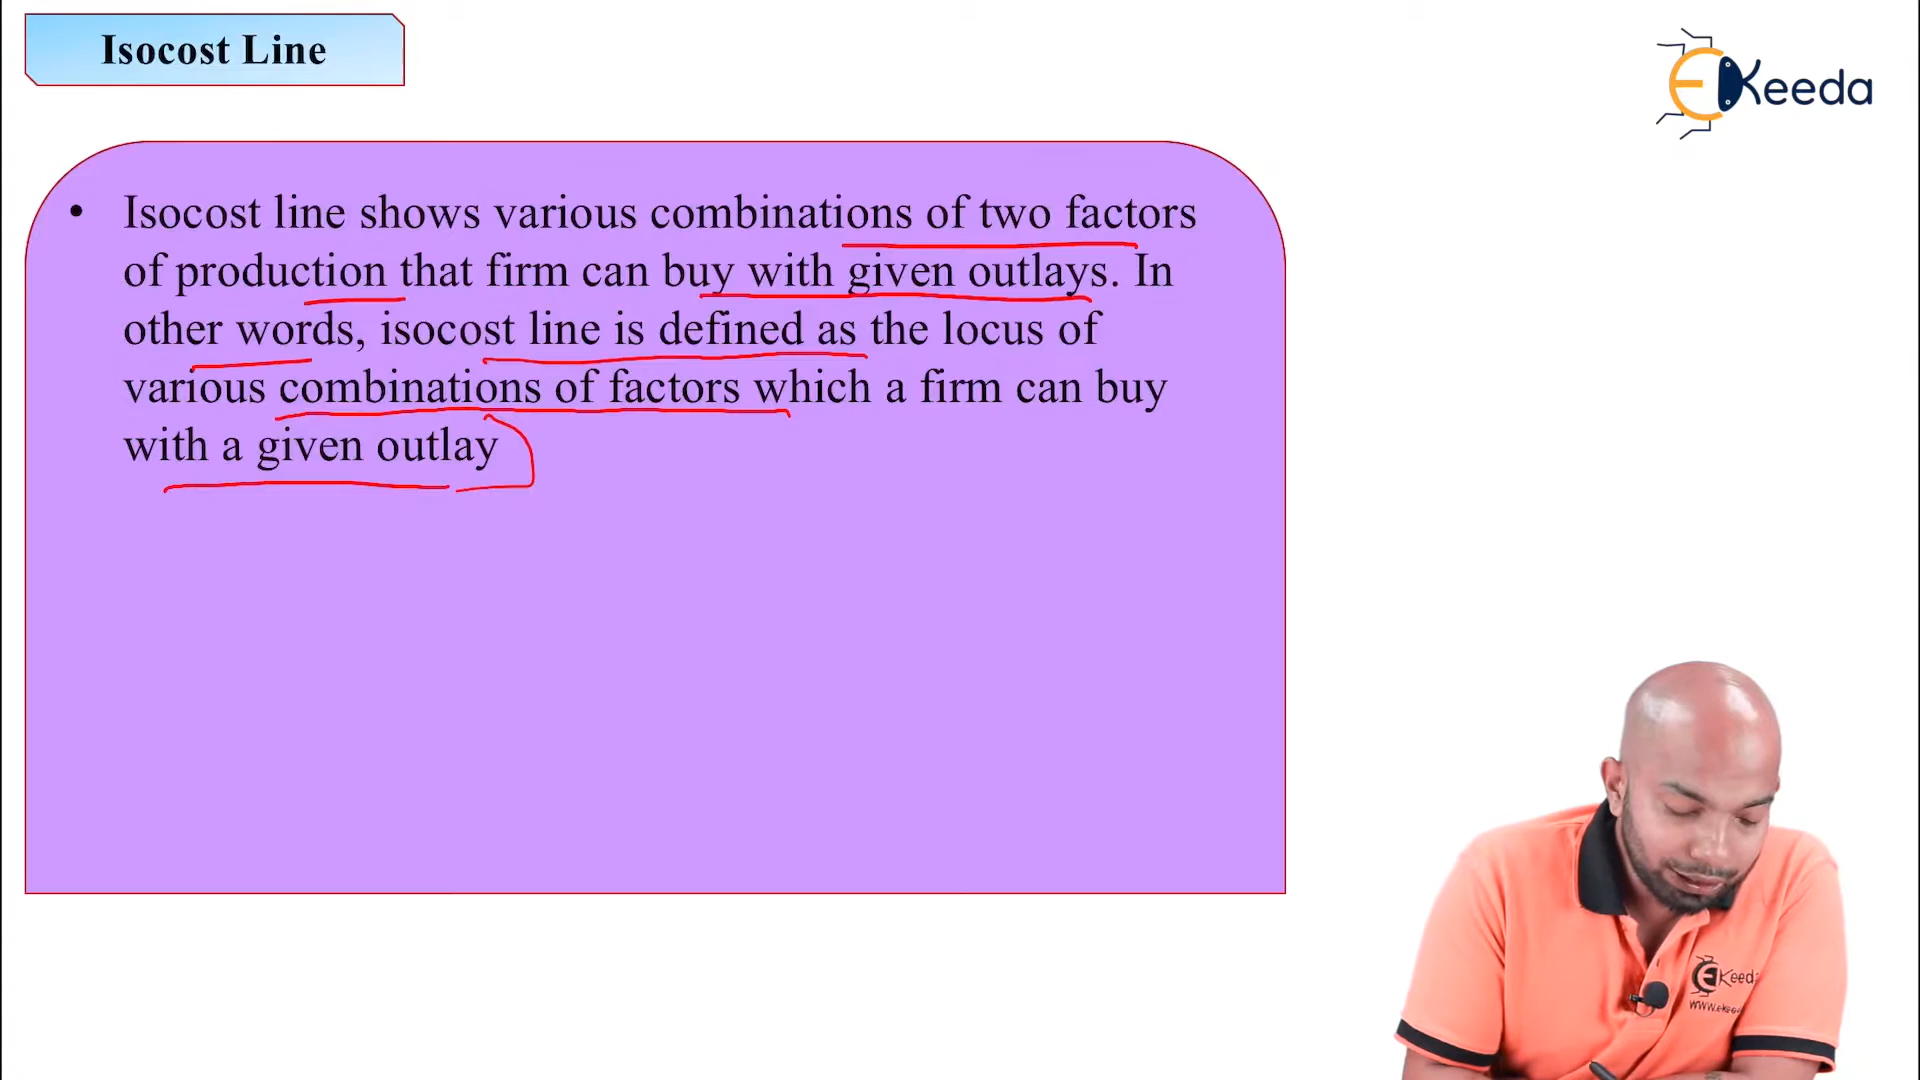 Isocost Line
EKeeda
• Isocost line shows various combinations of two factors
of production that firm can buy with given outlays. In
other words, isocost line is defined as the locus of
various combinations of factors which a firm can buy
with a given outlay
EKeeda